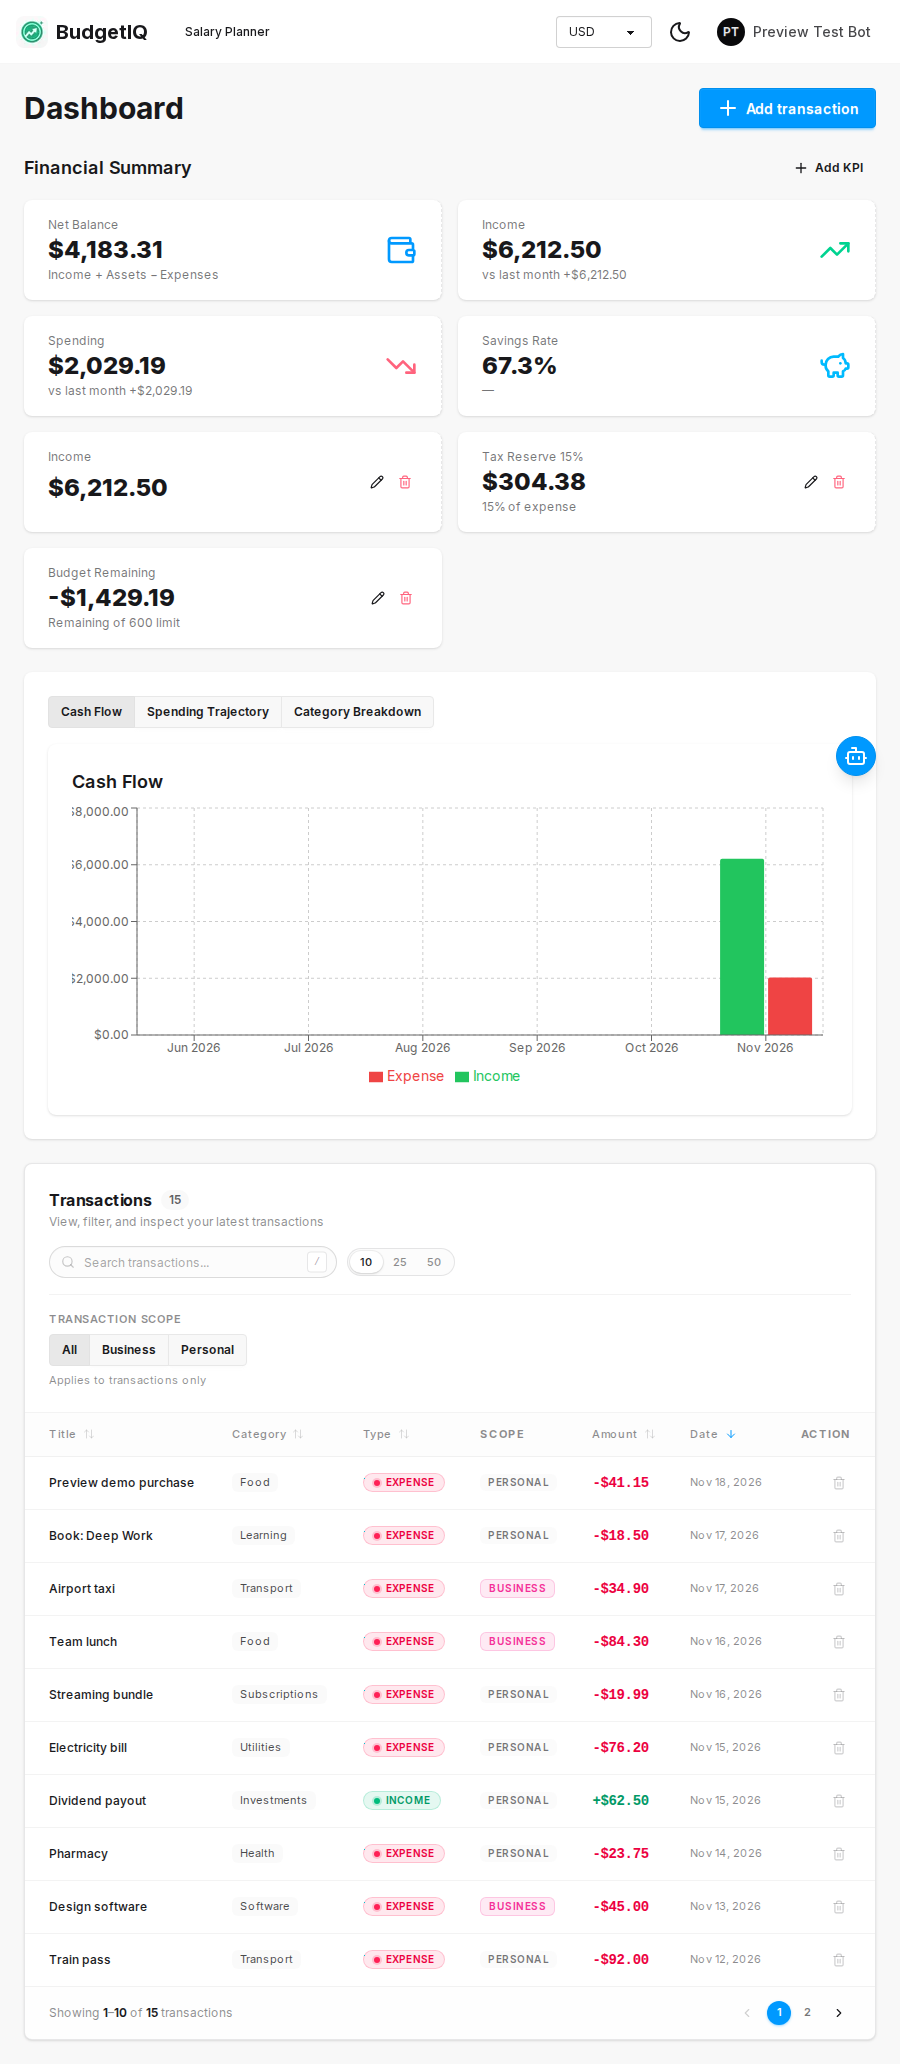 BudgetIQ
Salary Planner
USD
PT
Preview Test Bot
Dashboard
Add transaction
Financial Summary
Add KPI
Net Balance
$4,183.31
Income + Assets − Expenses
Income
$6,212.50
vs last month +$6,212.50
Spending
$2,029.19
vs last month +$2,029.19
Savings Rate
67.3%
—
Income
$6,212.50
Tax Reserve 15%
$304.38
15% of expense
Budget Remaining
-$1,429.19
Remaining of 600 limit
Cash Flow
Spending Trajectory
Category Breakdown
Cash Flow
$8,000.00
$6,000.00
$4,000.00
$2,000.00
$0.00
Jun 2026
Jul 2026
Aug 2026
Sep 2026
Oct 2026
Nov 2026
Expense
Income
Transactions 15
View, filter, and inspect your latest transactions
Search transactions... /
10 25 50
TRANSACTION SCOPE
All Business Personal
Applies to transactions only
Title Category Type SCOPE Amount Date ACTION
Preview demo purchase Food EXPENSE PERSONAL -$41.15 Nov 18, 2026
Book: Deep Work Learning EXPENSE PERSONAL -$18.50 Nov 17, 2026
Airport taxi Transport EXPENSE BUSINESS -$34.90 Nov 17, 2026
Team lunch Food EXPENSE BUSINESS -$84.30 Nov 16, 2026
Streaming bundle Subscriptions EXPENSE PERSONAL -$19.99 Nov 16, 2026
Electricity bill Utilities EXPENSE PERSONAL -$76.20 Nov 15, 2026
Dividend payout Investments INCOME PERSONAL +$62.50 Nov 15, 2026
Pharmacy Health EXPENSE PERSONAL -$23.75 Nov 14, 2026
Design software Software EXPENSE BUSINESS -$45.00 Nov 13, 2026
Train pass Transport EXPENSE PERSONAL -$92.00 Nov 12, 2026
Showing 1–10 of 15 transactions
1 2